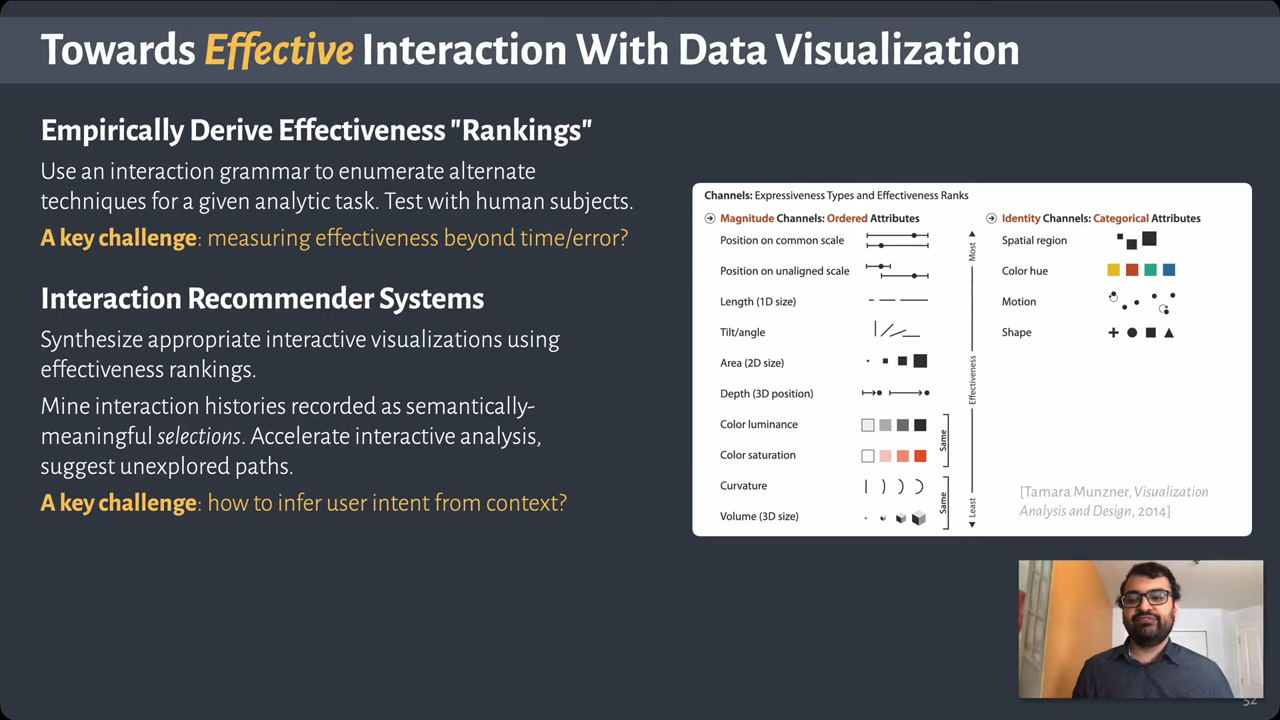 Towards Effective Interaction With Data Visualization
Empirically Derive Effectiveness "Rankings"
Use an interaction grammar to enumerate alternate
techniques for a given analytic task. Test with human subjects.
A key challenge: measuring effectiveness beyond time/error?
Interaction Recommender Systems
Synthesize appropriate interactive visualizations using
effectiveness rankings.
Mine interaction histories recorded as semantically-
meaningful selections. Accelerate interactive analysis,
suggest unexplored paths.
A key challenge: how to infer user intent from context?
Channels: Expressiveness Types and Effectiveness Ranks
Magnitude Channels: Ordered Attributes
Position on common scale
Position on unaligned scale
Length (1D size)
Tilt/angle
Area (2D size)
Depth (3D position)
Color luminance
Color saturation
Curvature
Volume (3D size)
Same
Same
Most
Effectiveness
Least
Identity Channels: Categorical Attributes
Spatial region
Color hue
Motion
Shape
[Tamara Munzner, Visualization
Analysis and Design, 2014]